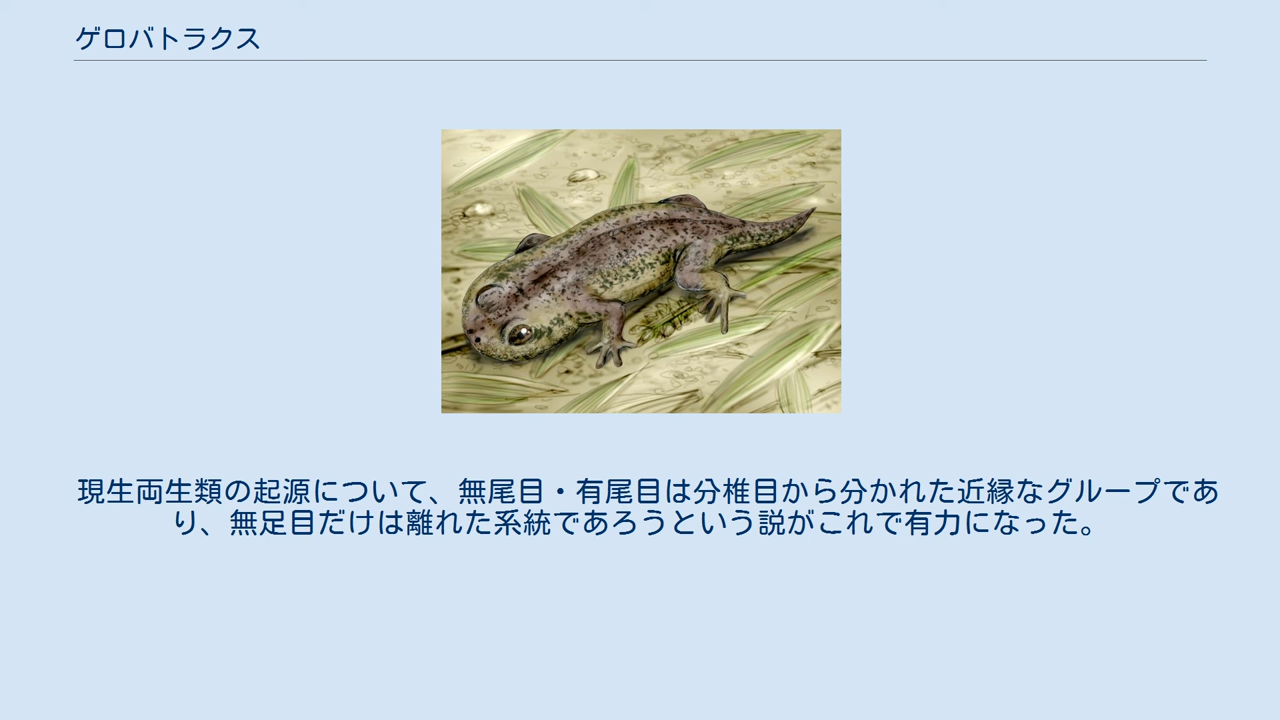 ゲロバトラクス
現生両生類の起源について、無尾目・有尾目は分椎目から分かれた近縁なグループであ
り、無足目だけは離れた系統であろうという説がこれで有力になった。